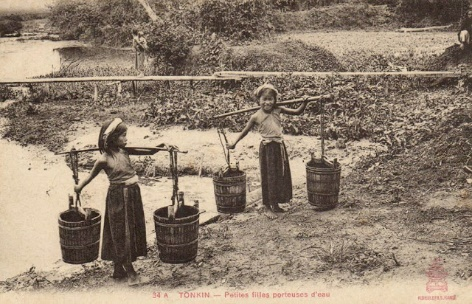 34 A TONKIN — Petites filles porteuses d'eau